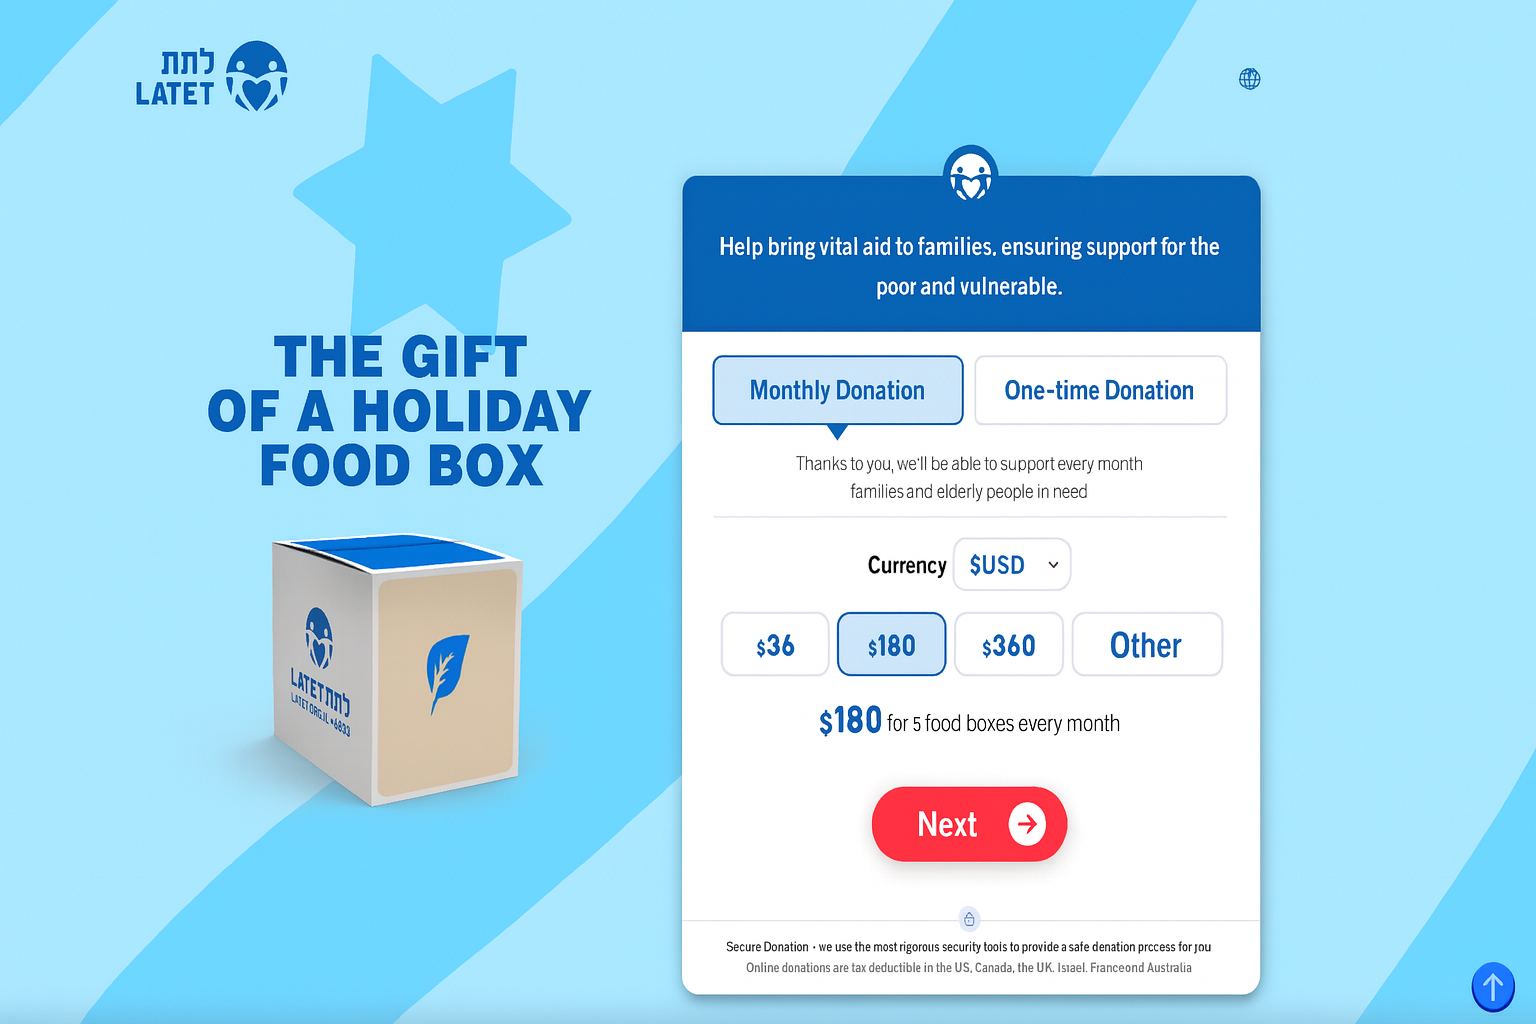 לתת
LATET
THE GIFT
OF A HOLIDAY
FOOD BOX
LATET לתת
LATET.ORG.IL *6833
Help bring vital aid to families. ensuring support for the
poor and vulnerable.
Monthly Donation
One-time Donation
Thanks to you, we'll be able to support every month
families and elderly people in need
Currency $USD
$36 $180 $360 Other
$180 for 5 food boxes every month
Next
Secure Donation · we use the most rigorous security tools to provide a safe denation prccess for jou
Online donations are tax deductible in the US, Canada, the UK. Isıael. Franceond Australia